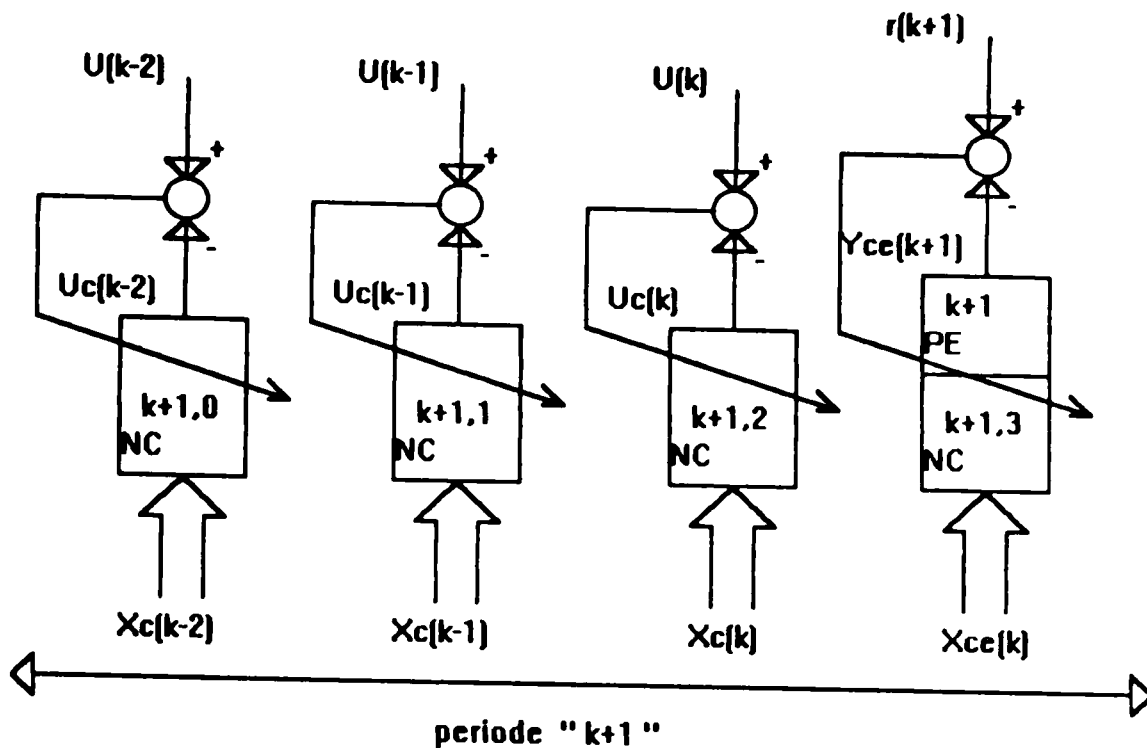 U(k-2)
+
-
Uc(k-2)
k+1,0
NC
Xc(k-2)
U(k-1)
+
-
Uc(k-1)
k+1,1
NC
Xc(k-1)
U(k)
+
-
Uc(k)
k+1,2
NC
Xc(k)
r(k+1)
+
-
Yce(k+1)
k+1
PE
k+1,3
NC
Xce(k)
periode " k+1 "